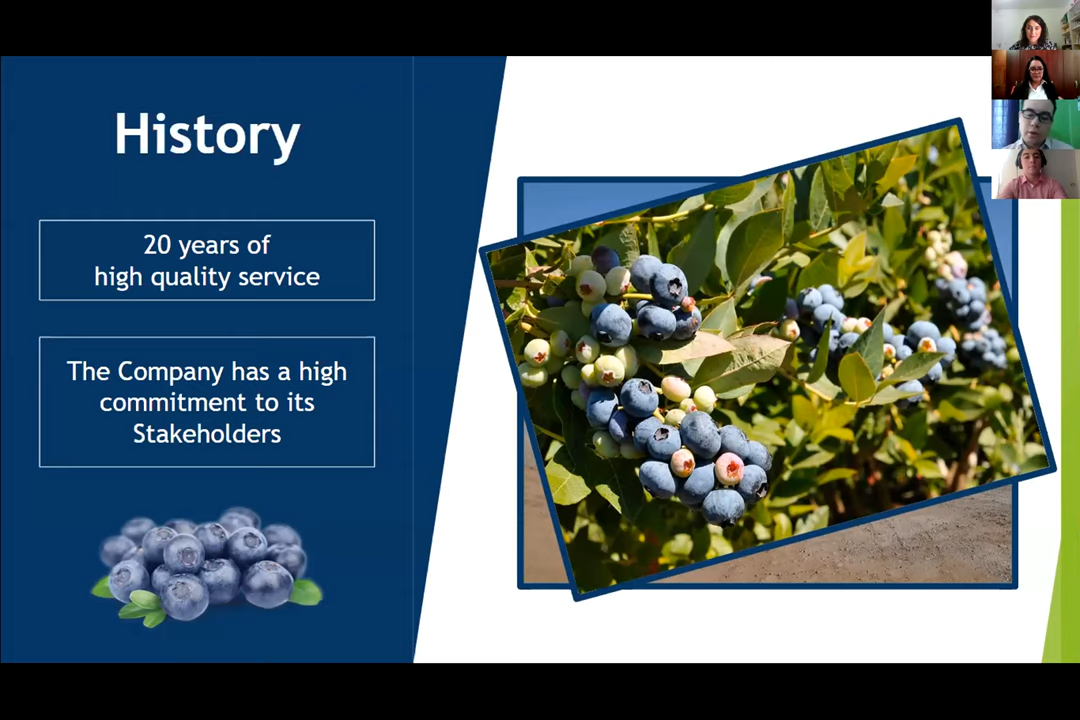 History
20 years of
high quality service
The Company has a high
commitment to its
Stakeholders